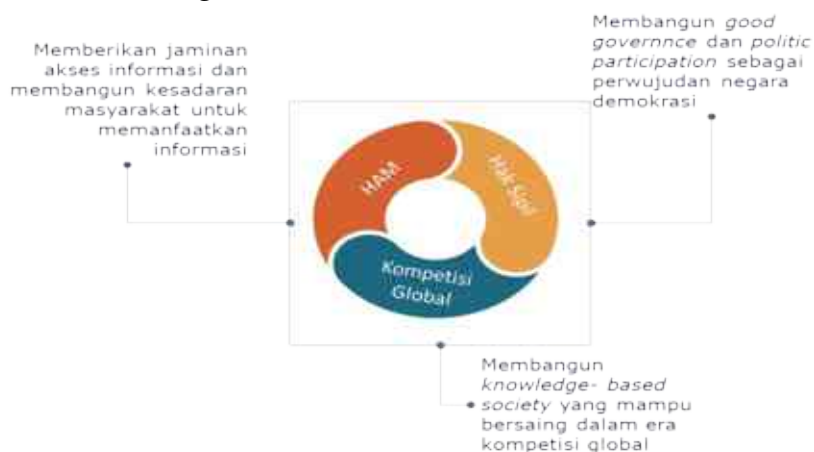 Memberikan jaminan
akses informasi dan
membangun kesadaran
masyarakat untuk
memanfaatkan
informasi
Membangun good
governnce dan politic
participation sebagai
perwujudan negara
demokrasi
HAM
Hak Sipil
Kompetisi
Global
Membangun
knowledge- based
society yang mampu
bersaing dalam era
kompetisi global